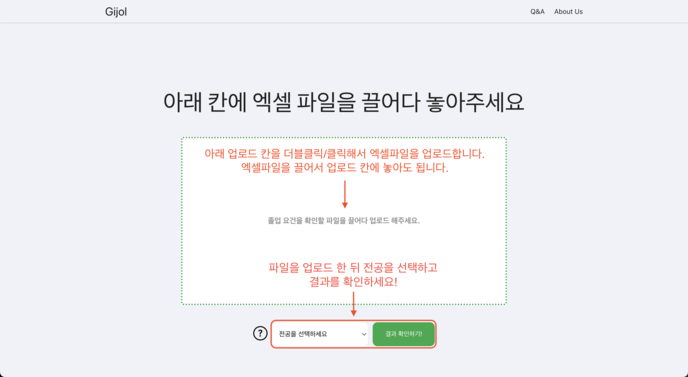 Gijol
Q&A About Us
아래 칸에 엑셀 파일을 끌어다 놓아주세요
아래 업로드 칸을 더블클릭/클릭해서 엑셀파일을 업로드합니다.
엑셀파일을 끌어서 업로드 칸에 놓아도 됩니다.
졸업 요건을 확인할 파일을 끌어다 업로드 해주세요.
파일을 업로드 한 뒤 전공을 선택하고
결과를 확인하세요!
? 전공을 선택하세요 결과 확인하기!